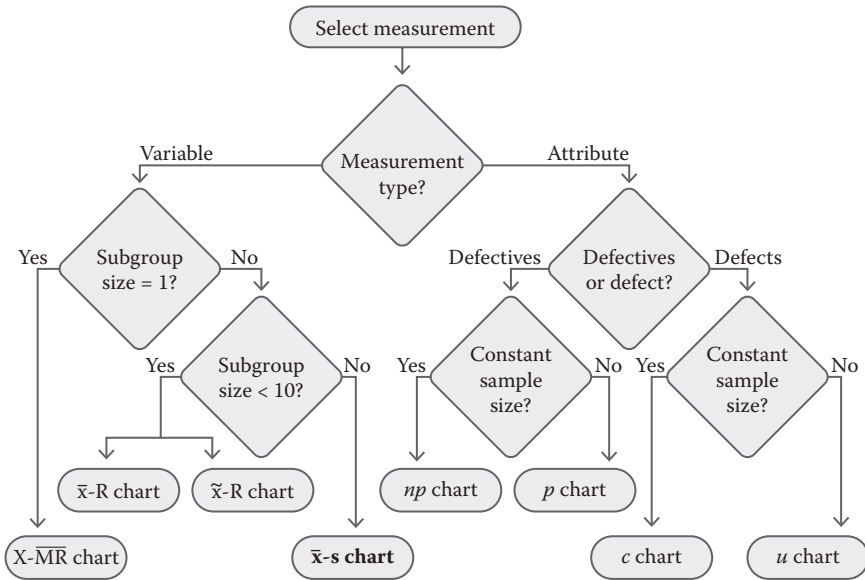 Select measurement
Variable
Measurement
type?
Attribute
Yes
Subgroup
size = 1?
No
Defectives
Defectives
or defect?
Defects
Yes
Subgroup
size < 10?
No
Yes
Constant
sample
size?
No
Yes
Constant
sample
size?
No
x̄-R chart
x̃-R chart
np chart
p chart
X-M̅R̅ chart
x̄-s chart
c chart
u chart